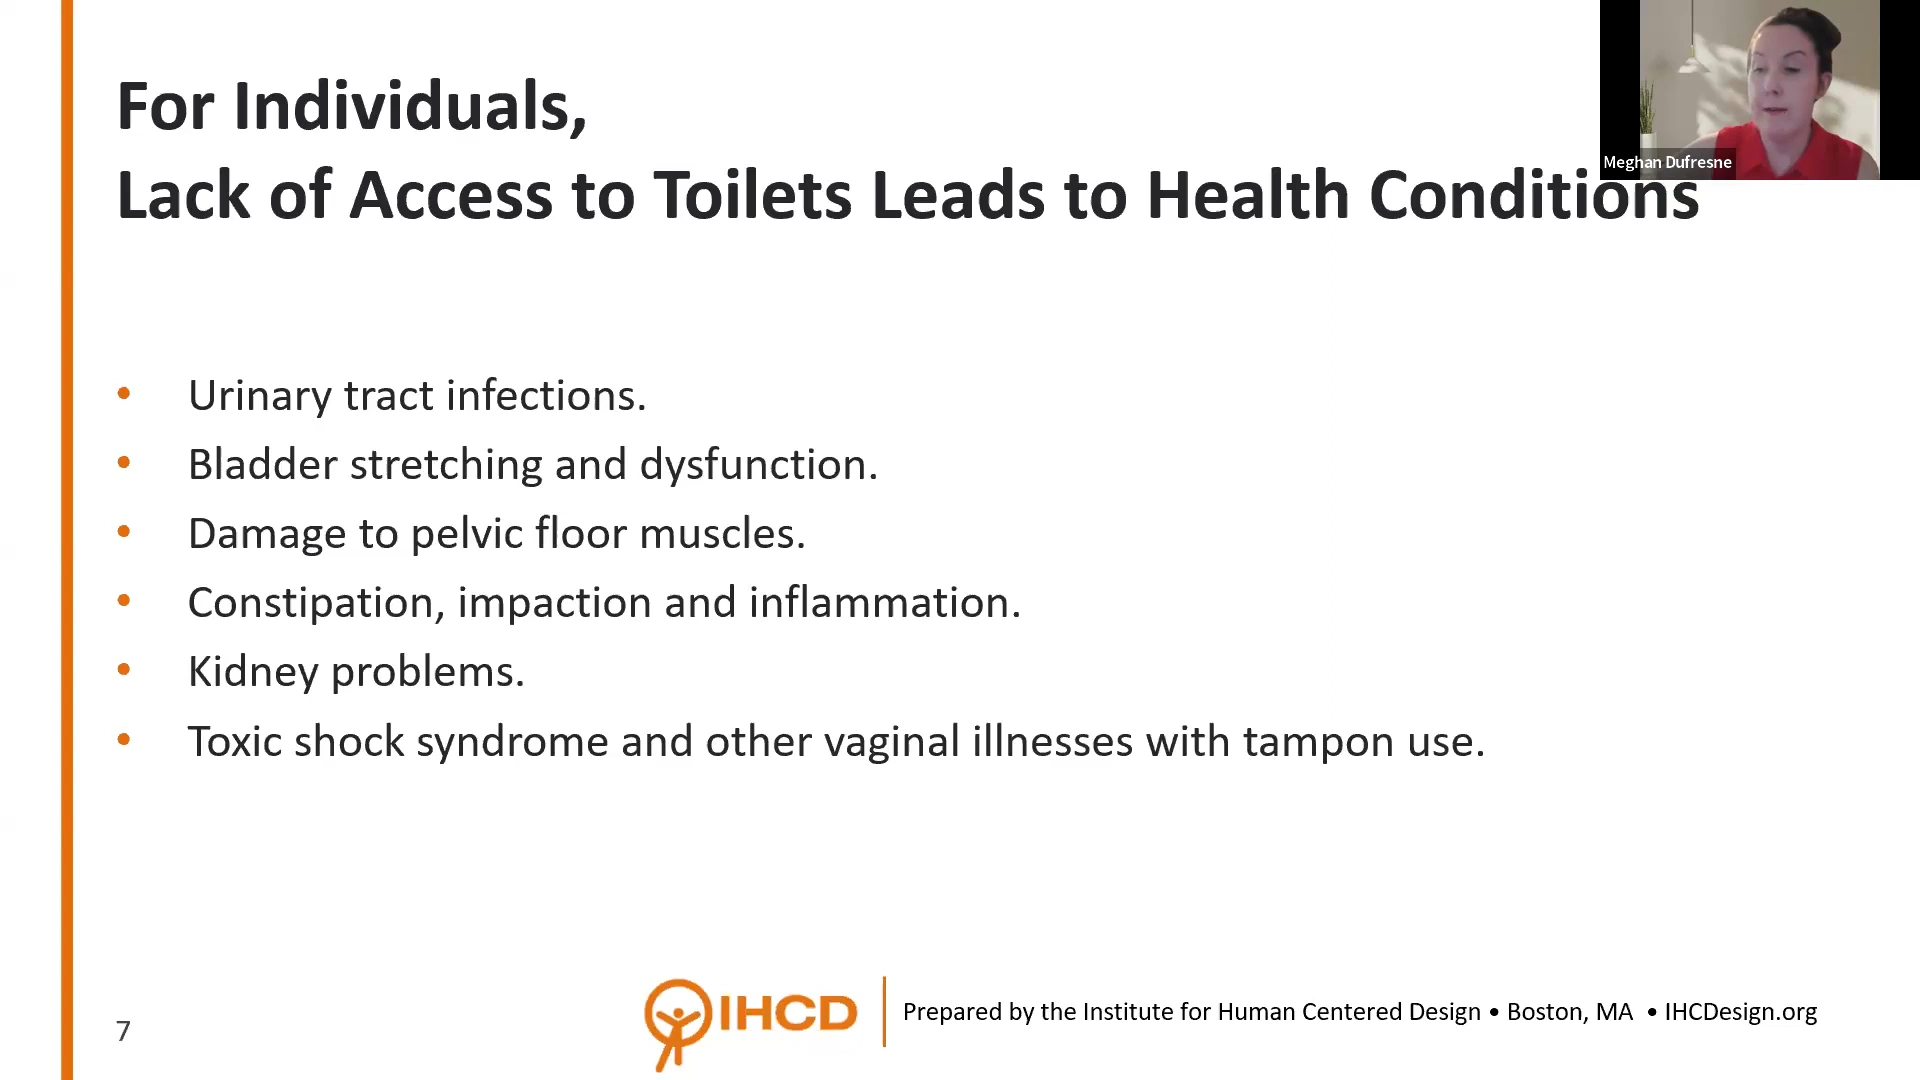 For Individuals,
Lack of Access to Toilets Leads to Health Conditions
Meghan Dufresne
• Urinary tract infections.
• Bladder stretching and dysfunction.
• Damage to pelvic floor muscles.
• Constipation, impaction and inflammation.
• Kidney problems.
• Toxic shock syndrome and other vaginal illnesses with tampon use.
7
IHCD
Prepared by the Institute for Human Centered Design • Boston, MA • IHCDesign.org